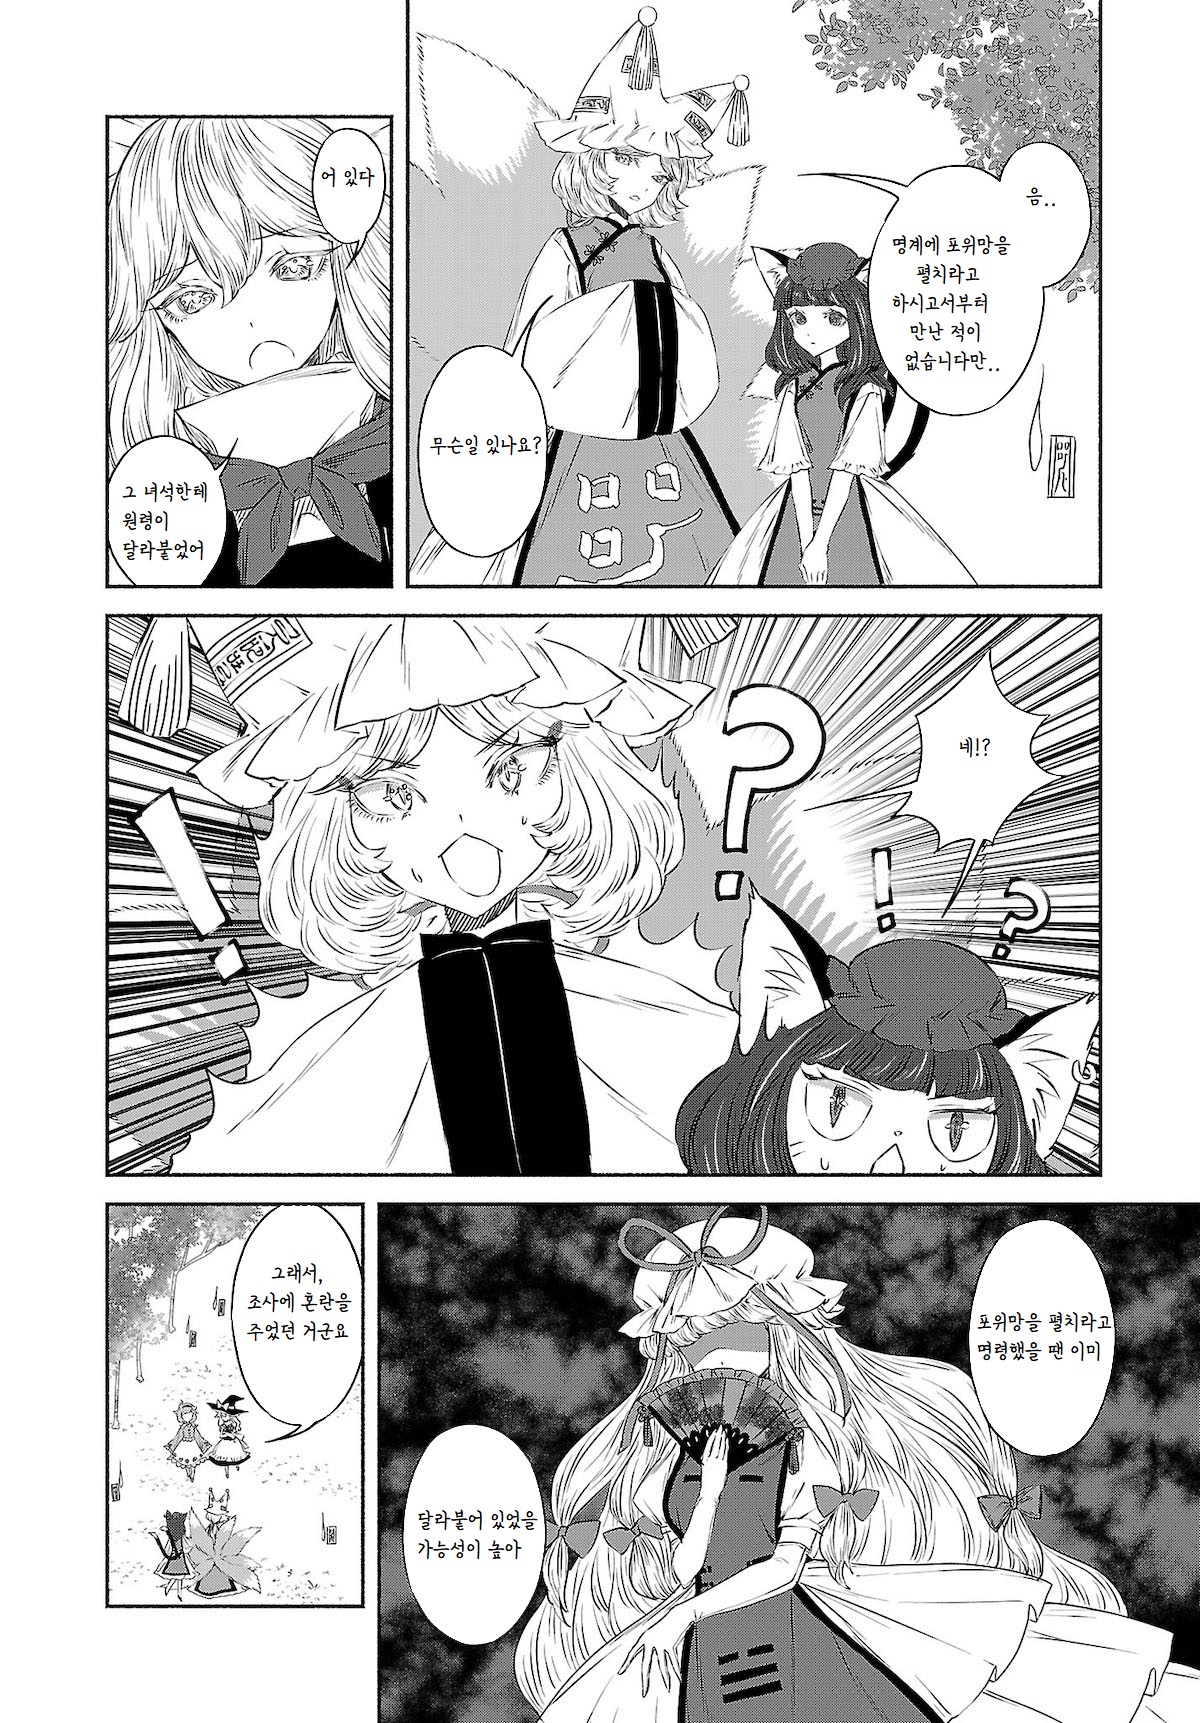 음..
명계에 포위망을
펼치라고
하시고서부터
만난 적이
없습니다만..
무슨일 있나요?
어 있다
그 녀석한테
원령이
달라붙었어
네!?
?
!
?
!
포위망을 펼치라고
명령했을 땐 이미
달라붙어 있었을
가능성이 높아
그래서,
조사에 혼란을
주었던 거군요